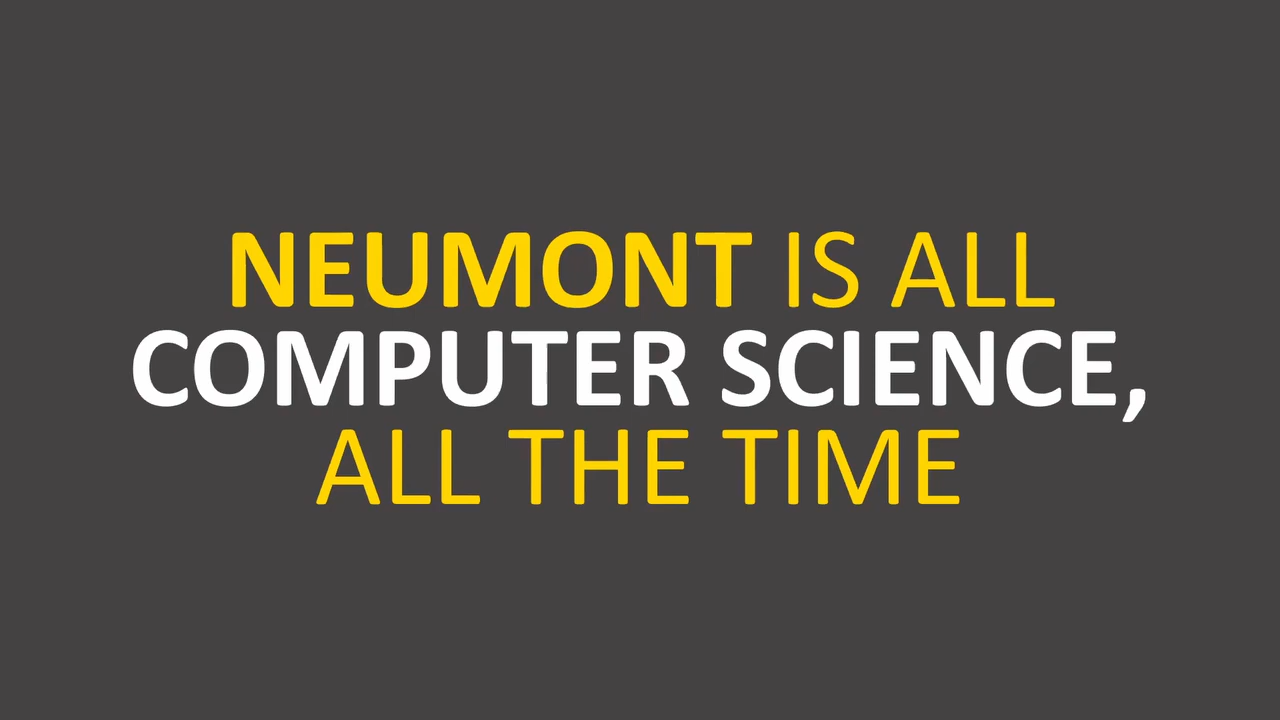 NEUMONT IS ALL
COMPUTER SCIENCE,
ALL THE TIME